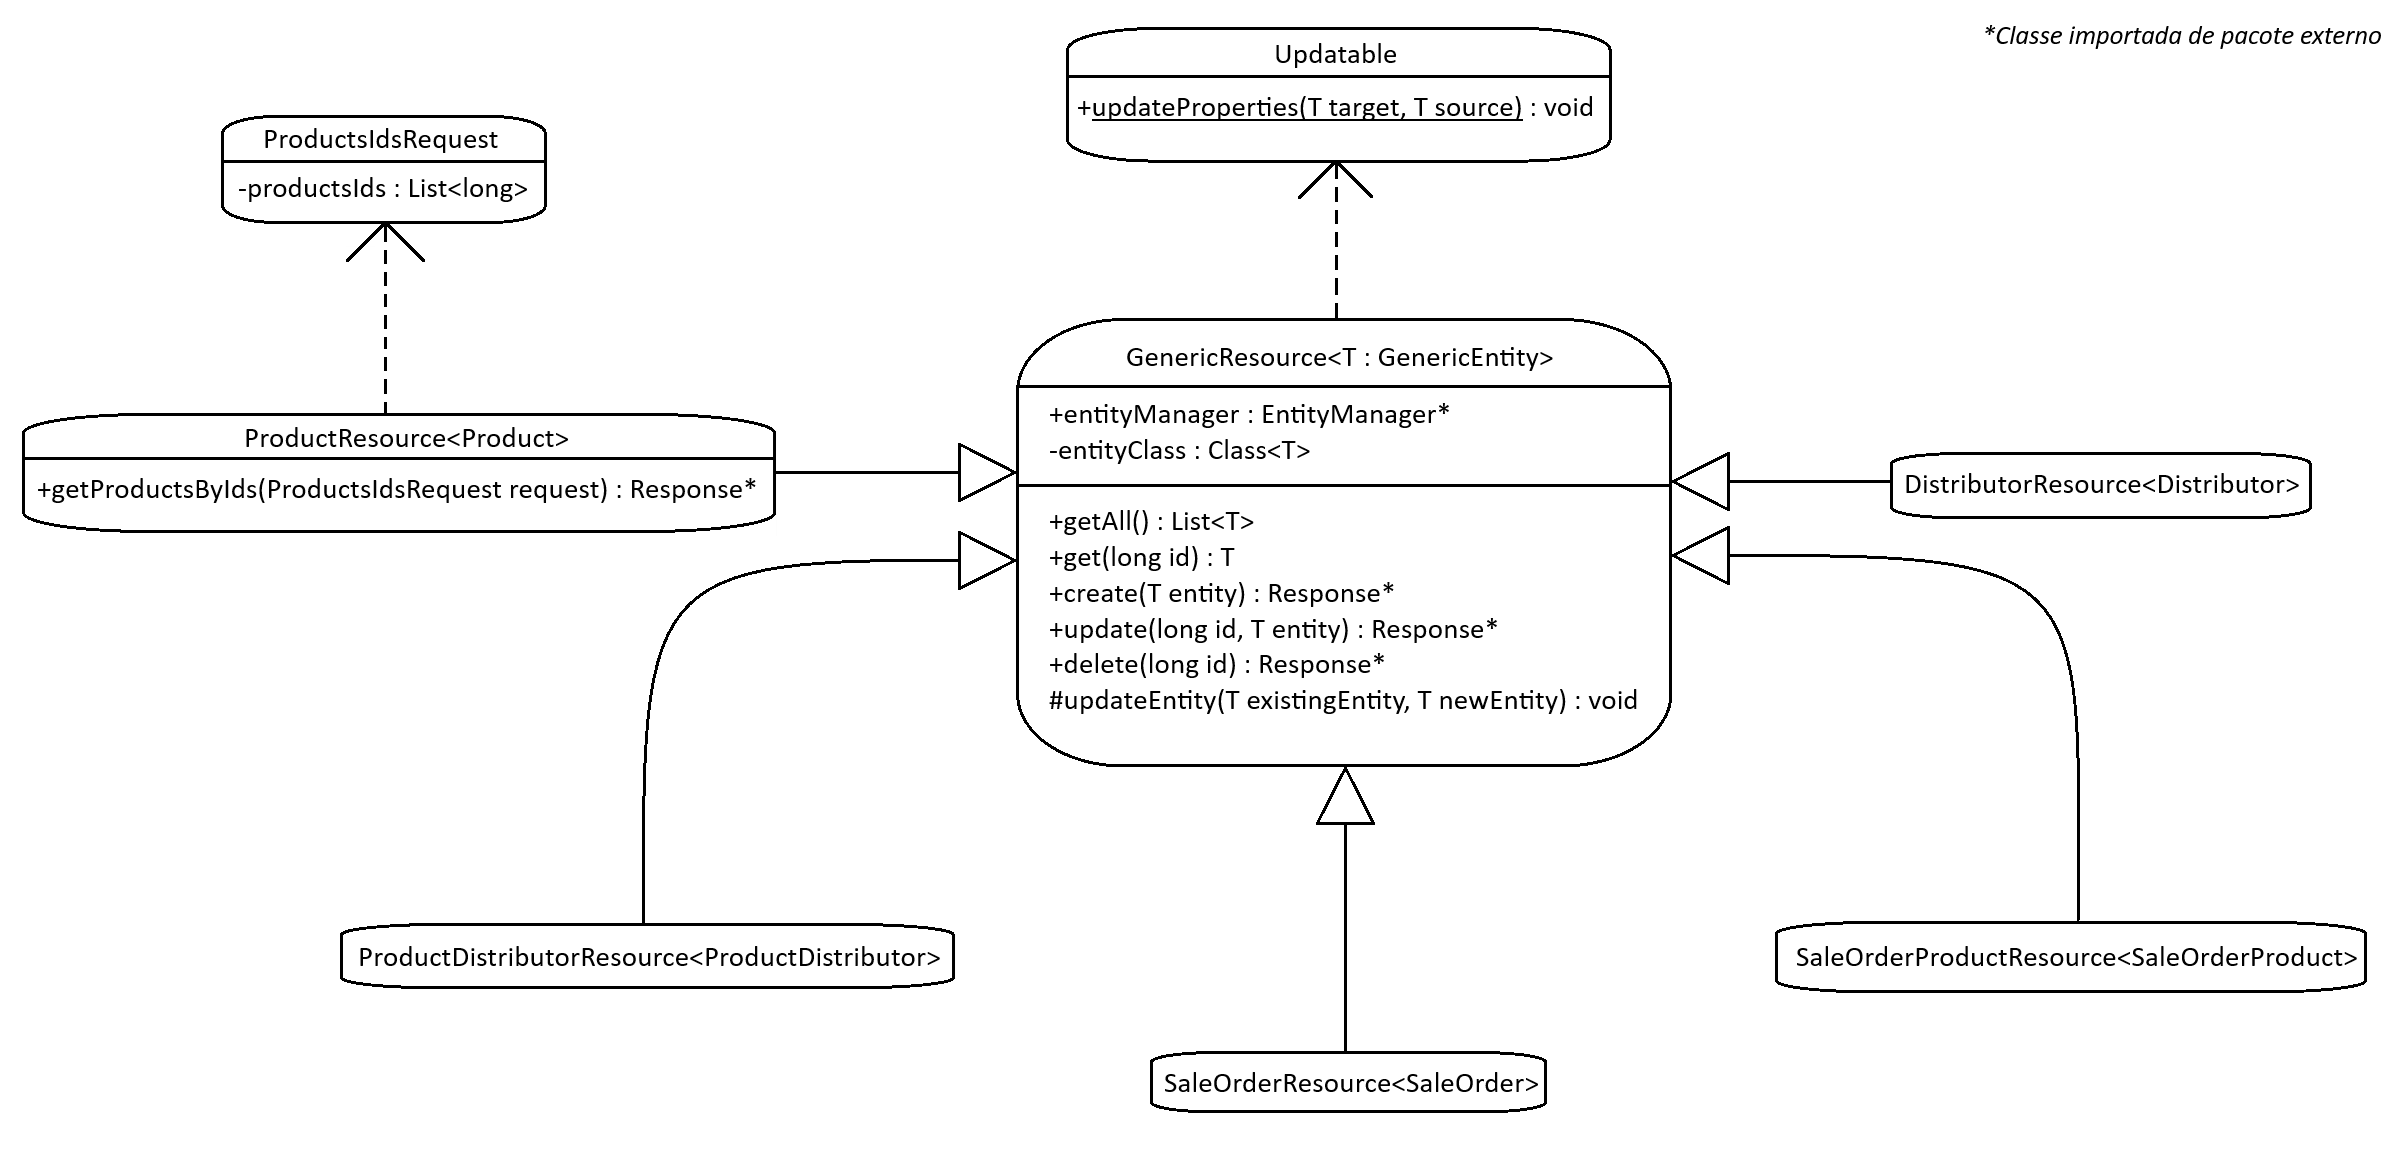 *Classe importada de pacote externo
Updatable
+updateProperties(T target, T source) : void
ProductsIdsRequest
-productsIds : List<long>
GenericResource<T : GenericEntity>
+entityManager : EntityManager*
-entityClass : Class<T>
+getAll() : List<T>
+get(long id) : T
+create(T entity) : Response*
+update(long id, T entity) : Response*
+delete(long id) : Response*
#updateEntity(T existingEntity, T newEntity) : void
ProductResource<Product>
+getProductsByIds(ProductsIdsRequest request) : Response*
DistributorResource<Distributor>
ProductDistributorResource<ProductDistributor>
SaleOrderProductResource<SaleOrderProduct>
SaleOrderResource<SaleOrder>